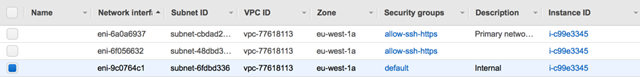 Name Network interf Subnet ID VPC ID Zone Security groups Description Instance ID
eni-6a0a6937 subnet-cbdad2... vpc-77618113 eu-west-1a allow-ssh-https Primary netwo... i-c99e3345
eni-6f056632 subnet-48dbd3... vpc-77618113 eu-west-1a allow-ssh-https i-c99e3345
eni-9c0764c1 subnet-6fdbd336 vpc-77618113 eu-west-1a default Internal i-c99e3345